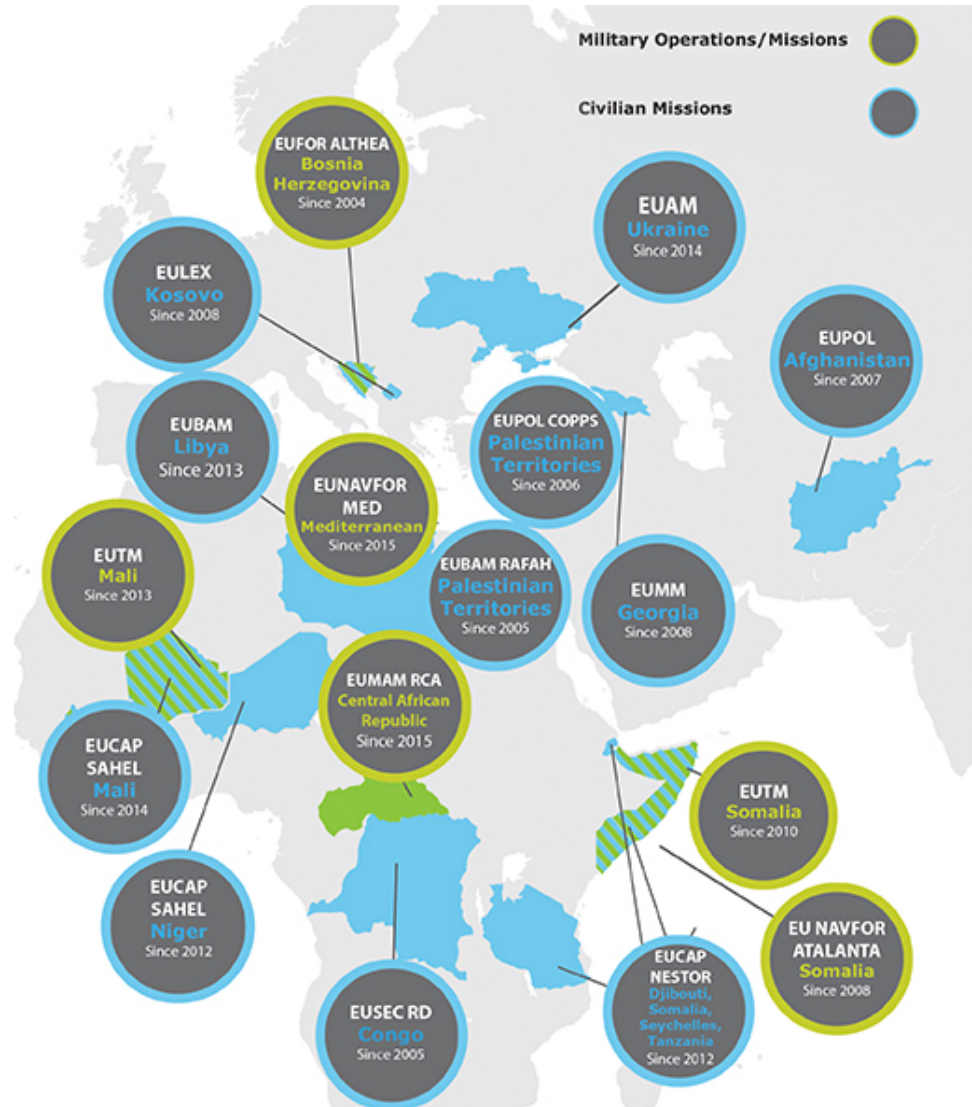 Military Operations/Missions
Civilian Missions
EUFOR ALTHEA
Bosnia
Herzegovina
Since 2004
EUAM
Ukraine
Since 2014
EULEX
Kosovo
Since 2008
EUPOL
Afghanistan
Since 2007
EUBAM
Libya
Since 2013
EUPOL COPPS
Palestinian
Territories
Since 2006
EUNAVFOR
MED
Mediterranean
Since 2015
EUTM
Mali
Since 2013
EUBAM RAFAH
Palestinian
Territories
Since 2005
EUMM
Georgia
Since 2008
EUMAM RCA
Central African
Republic
Since 2015
EUCAP
SAHEL
Mali
Since 2014
EUTM
Somalia
Since 2010
EUCAP
SAHEL
Niger
Since 2012
EU NAVFOR
ATALANTA
Somalia
Since 2008
EUSEC RD
Congo
Since 2005
EUCAP
NESTOR
Djibouti,
Somalia,
Seychelles,
Tanzania
Since 2012